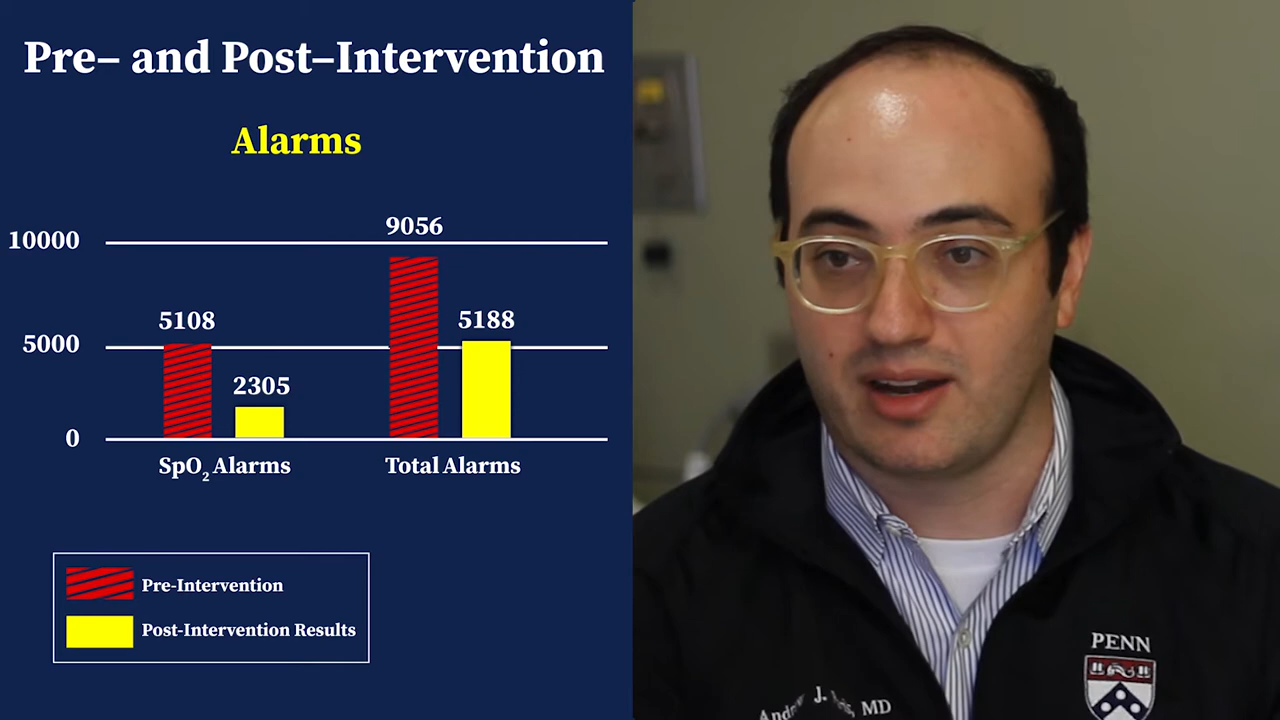 Pre– and Post–Intervention
Alarms
10000
5000
0
5108
2305
9056
5188
SpO₂ Alarms
Total Alarms
Pre-Intervention
Post-Intervention Results
PENN
J. MD